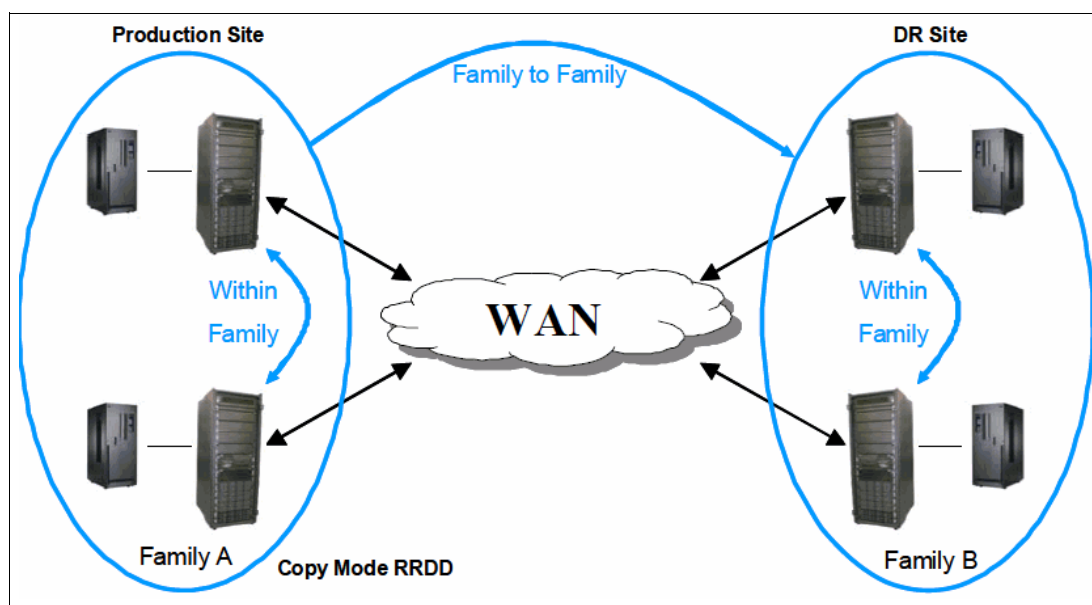 Production Site
DR Site
Family to Family
Within
Family
WAN
Within
Family
Family A
Family B
Copy Mode RRDD